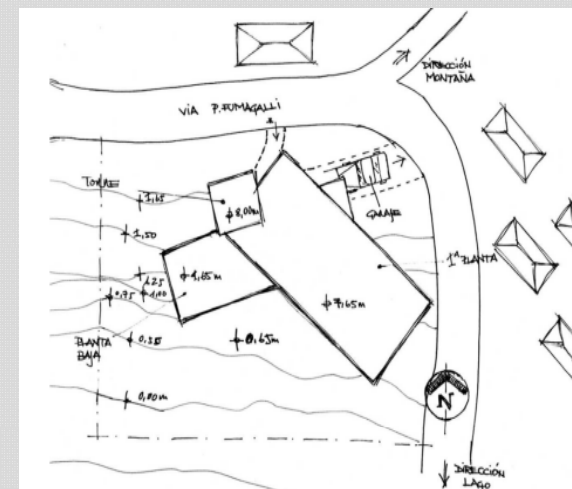 DIRECCIÓN
MONTAÑA
VÍA P. FUMAGALLI
TORRE
1,65
8,00m
GARAJE
1,50
1ª PLANTA
1,25
4,65m
0,75
1,00
7,65m
PLANTA
BAJA
0,50
0,65m
0,00m
N
DIRECCIÓN
LAGO